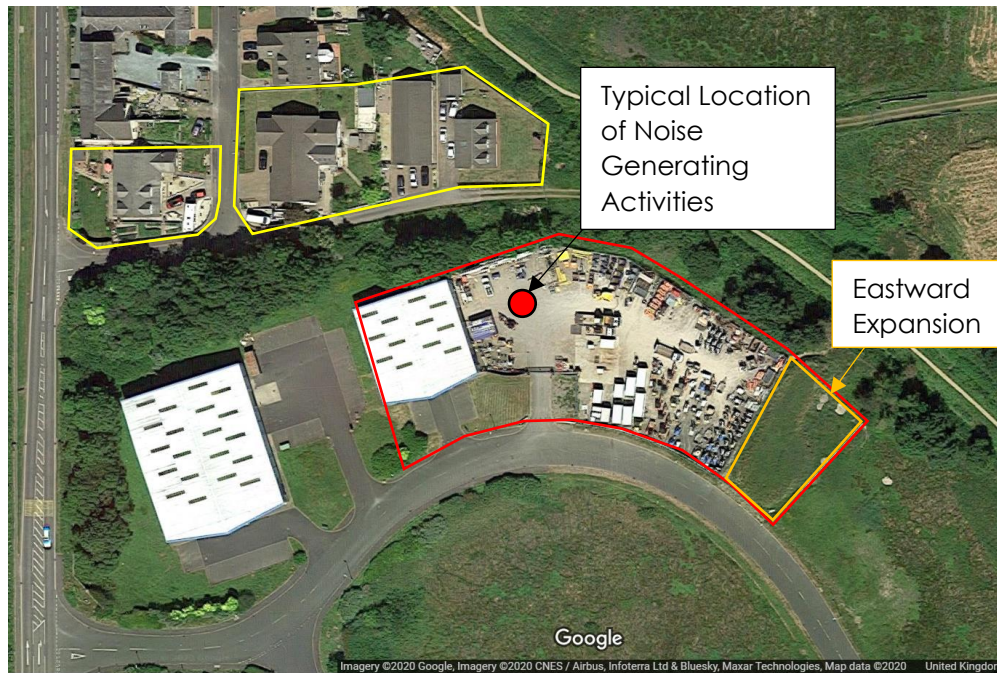 Typical Location
of Noise
Generating
Activities
Eastward
Expansion
Google
Imagery ©2020 Google, Imagery ©2020 CNES / Airbus, Infoterra Ltd & Bluesky, Maxar Technologies, Map data ©2020 United Kingdom